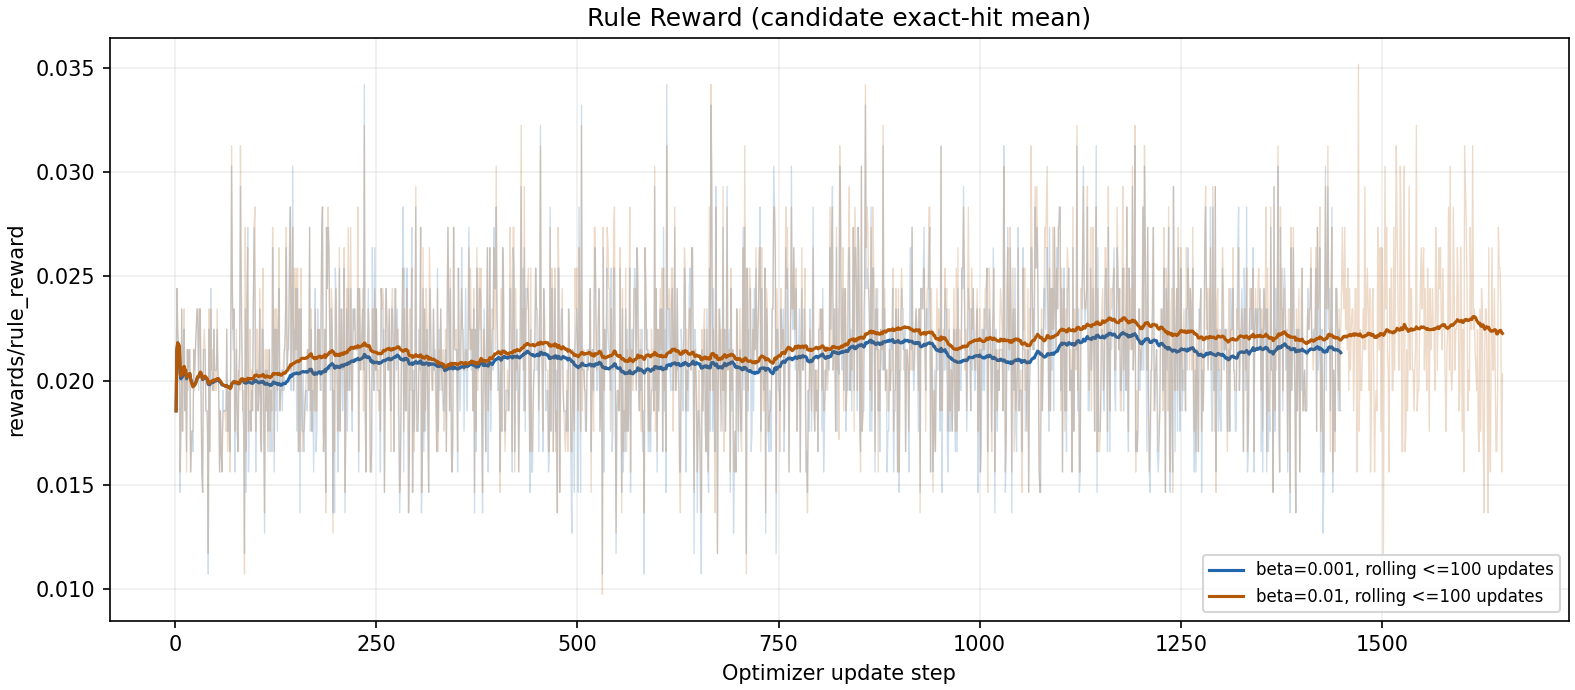 Rule Reward (candidate exact-hit mean)
rewards/rule_reward
0.035
0.030
0.025
0.020
0.015
0.010
0
250
500
750
1000
1250
1500
Optimizer update step
beta=0.001, rolling <=100 updates
beta=0.01, rolling <=100 updates